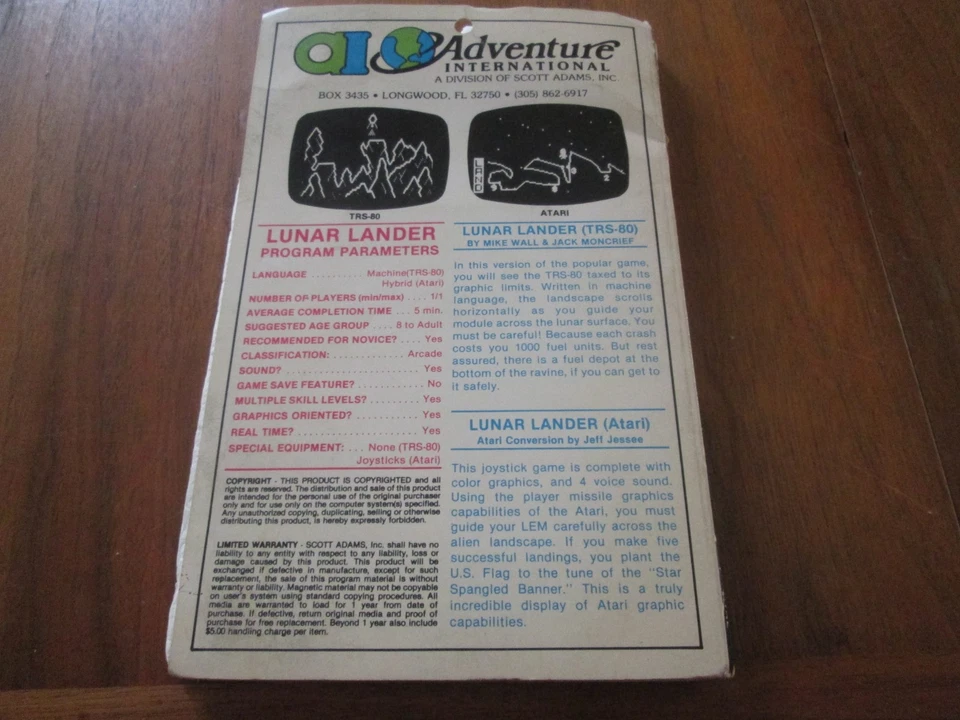 ai Adventure
INTERNATIONAL
A DIVISION OF SCOTT ADAMS, INC.
BOX 3435 • LONGWOOD, FL 32750 • (305) 862-6917
LAND
2
TRS-80
ATARI
LUNAR LANDER
PROGRAM PARAMETERS
LANGUAGE ......... Machine(TRS-80)
Hybrid (Atari)
NUMBER OF PLAYERS (min/max) .... 1/1
AVERAGE COMPLETION TIME ... 5 min.
SUGGESTED AGE GROUP .... 8 to Adult
RECOMMENDED FOR NOVICE? .... Yes
CLASSIFICATION: ............ Arcade
SOUND? ....................... Yes
GAME SAVE FEATURE? ............ No
MULTIPLE SKILL LEVELS? ......... Yes
GRAPHICS ORIENTED? ........... Yes
REAL TIME? .................... Yes
SPECIAL EQUIPMENT: ... None (TRS-80)
Joysticks (Atari)
COPYRIGHT - THIS PRODUCT IS COPYRIGHTED and all
rights are reserved. The distribution and sale of this product
are intended for the personal use of the original purchaser
only and for use only on the computer system(s) specified.
Any unauthorized copying, duplicating, selling or otherwise
distributing this product, is hereby expressly forbidden.
LIMITED WARRANTY - SCOTT ADAMS, Inc. shall have no
liability to any entity with respect to any liability, loss or
damage caused by this product. This product will be
exchanged if defective in manufacture, except for such
replacement, the sale of this program material is without
warranty or liability. Magnetic material may not be copyable
on user's system using standard copying procedures. All
media are warranted to load for 1 year from date of
purchase. If defective, return original media and proof of
purchase for free replacement. Beyond 1 year also include
$5.00 handling charge per item.
LUNAR LANDER (TRS-80)
BY MIKE WALL & JACK MONCRIEF
In this version of the popular game,
you will see the TRS-80 taxed to its
graphic limits. Written in machine
language, the landscape scrolls
horizontally as you guide your
module across the lunar surface. You
must be careful! Because each crash
costs you 1000 fuel units. But rest
assured, there is a fuel depot at the
bottom of the ravine, if you can get to
it safely.
LUNAR LANDER (Atari)
Atari Conversion by Jeff Jessee
This joystick game is complete with
color graphics, and 4 voice sound.
Using the player missile graphics
capabilities of the Atari, you must
guide your LEM carefully across the
alien landscape. If you make five
successful landings, you plant the
U.S. Flag to the tune of the "Star
Spangled Banner." This is a truly
incredible display of Atari graphic
capabilities.